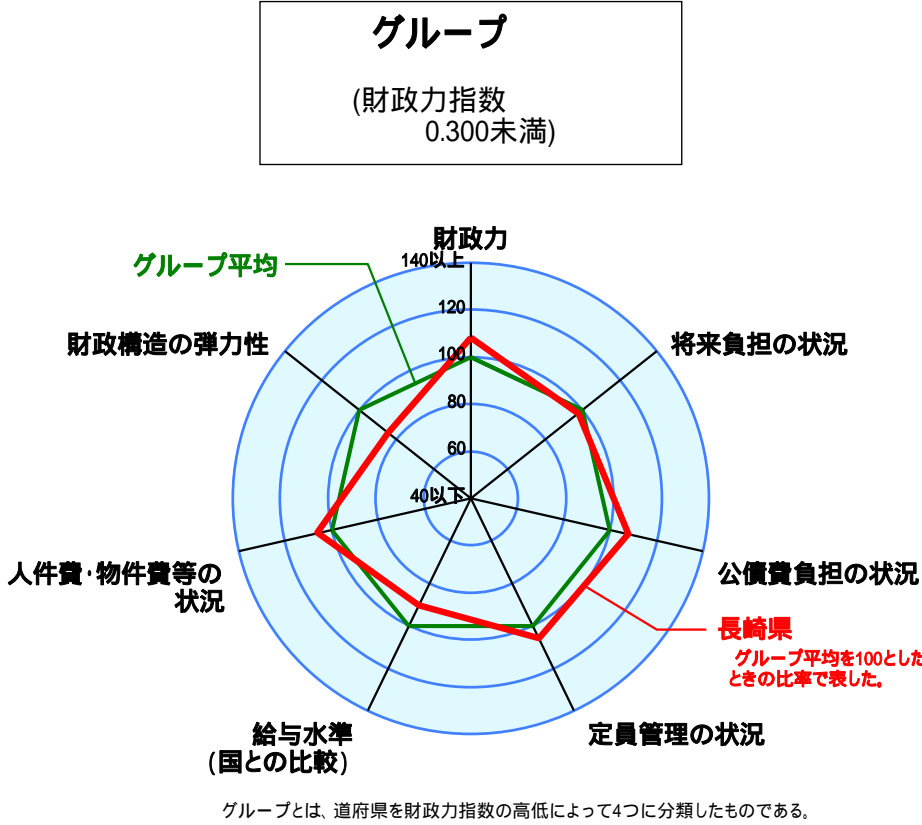 グループ
(財政力指数
0.300未満)
財政力
140以上
グループ平均
120
財政構造の弾力性
将来負担の状況
100
80
60
40以下
人件費・物件費等の
状況
公債費負担の状況
長崎県
グループ平均を100とした
ときの比率で表した。
給与水準
(国との比較)
定員管理の状況
グループとは、道府県を財政力指数の高低によって4つに分類したものである。